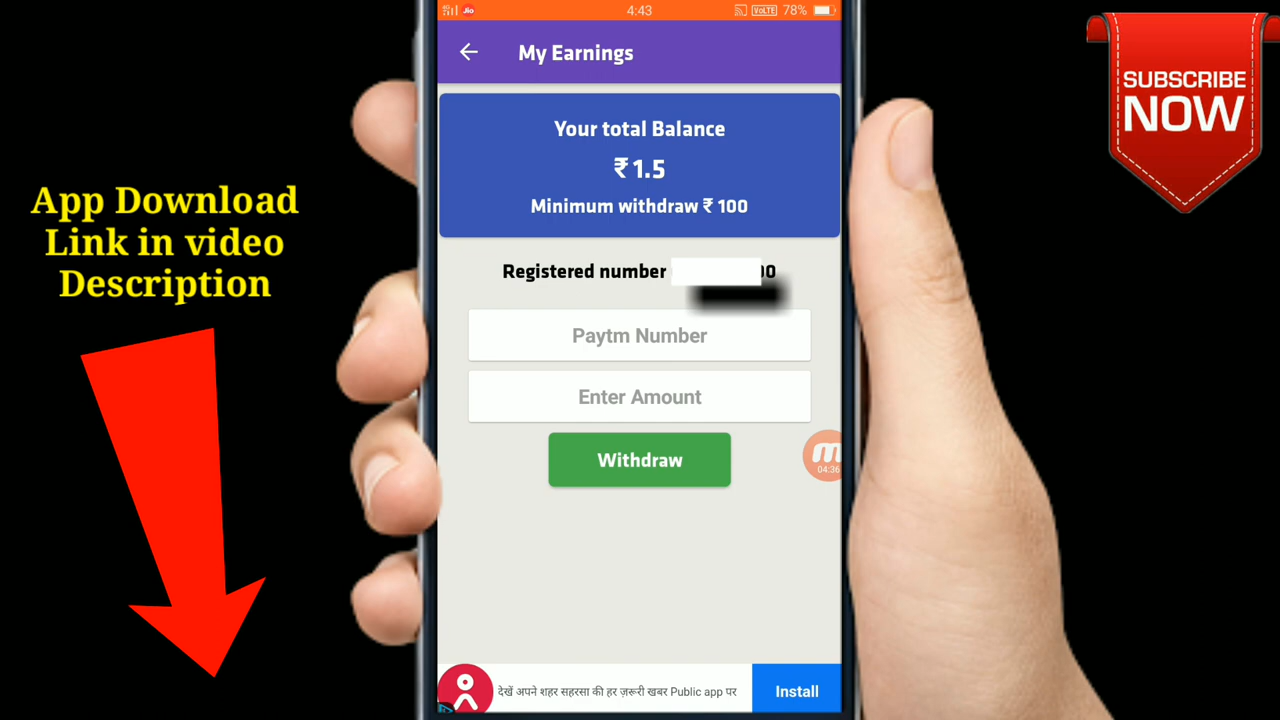 Jio
4:43
VoLTE 78%
My Earnings
SUBSCRIBE
NOW
Your total Balance
₹1.5
Minimum withdraw ₹ 100
App Download
Link in video
Description
Registered number
Paytm Number
Enter Amount
Withdraw
04:36
देखें अपने शहर सहरसा की हर ज़रूरी खबर Public app पर
Install